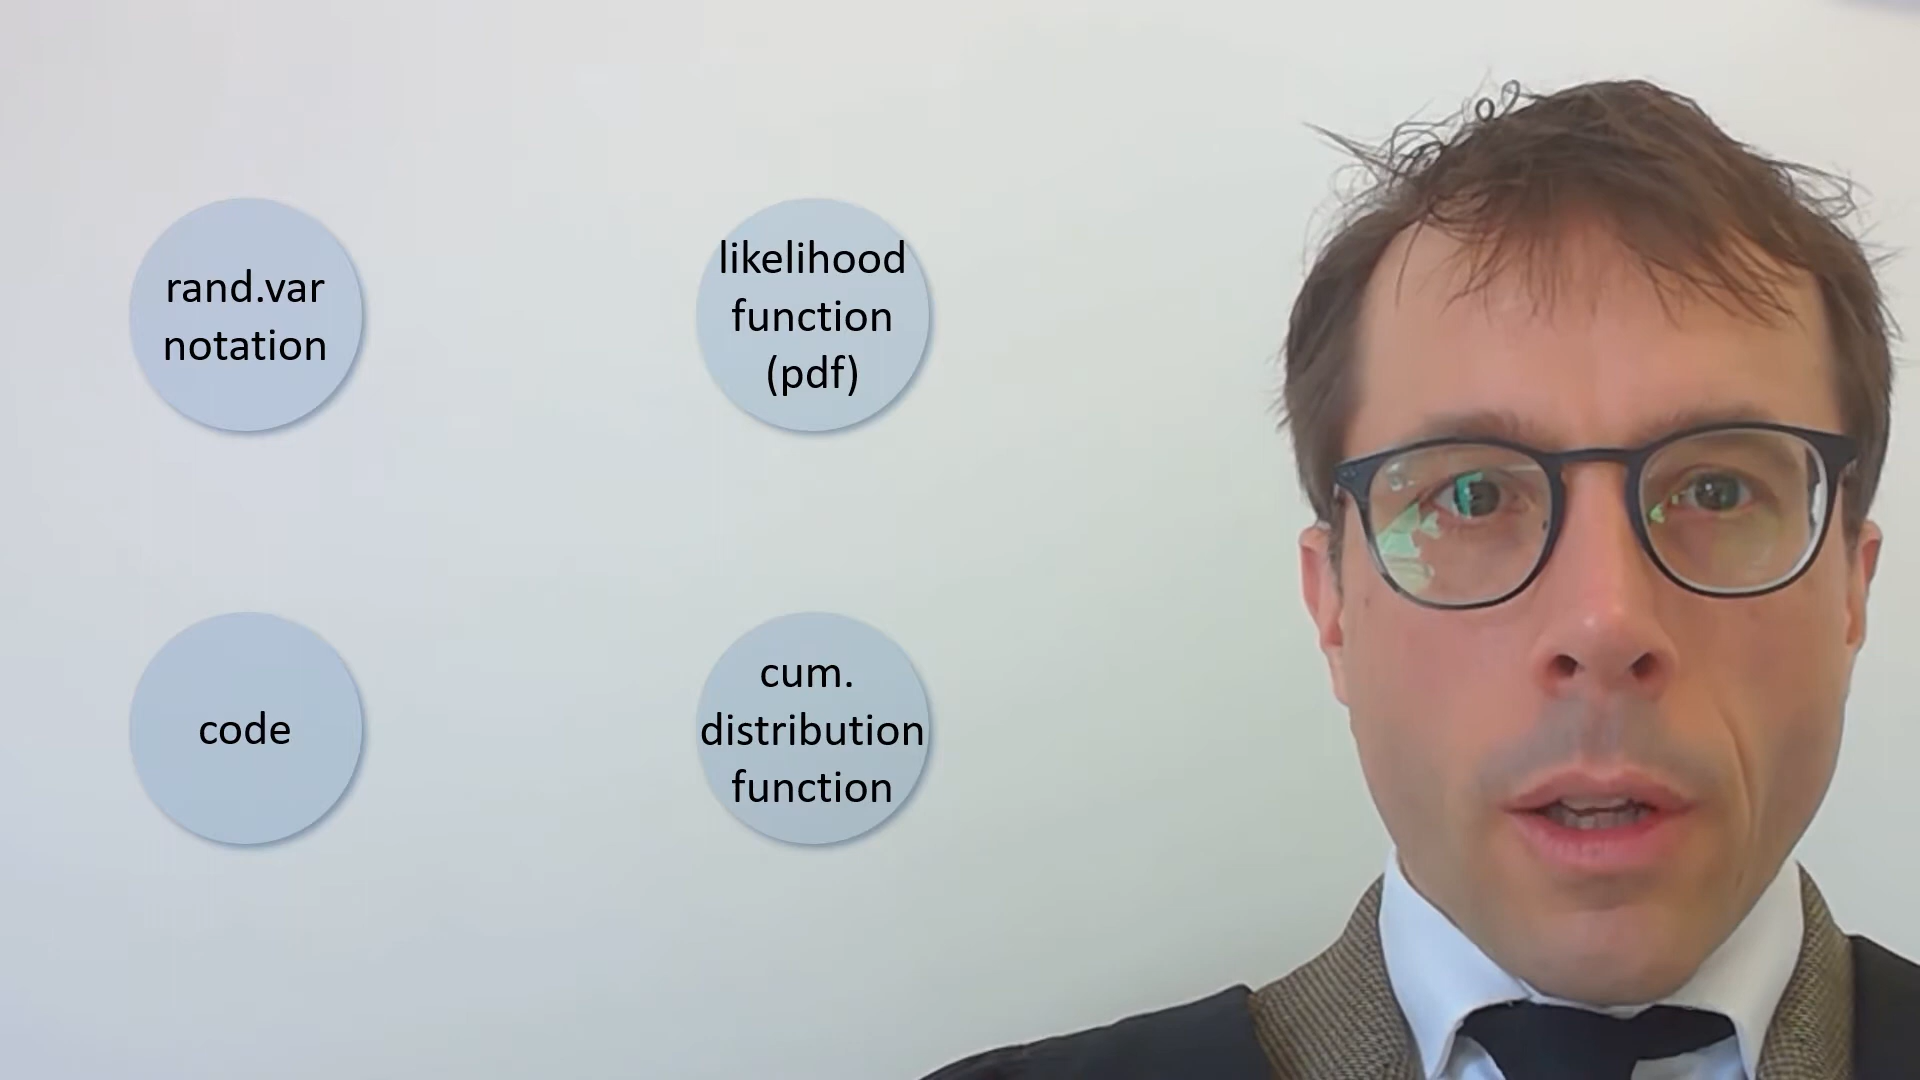 rand.var
notation
likelihood
function
(pdf)
code
cum.
distribution
function